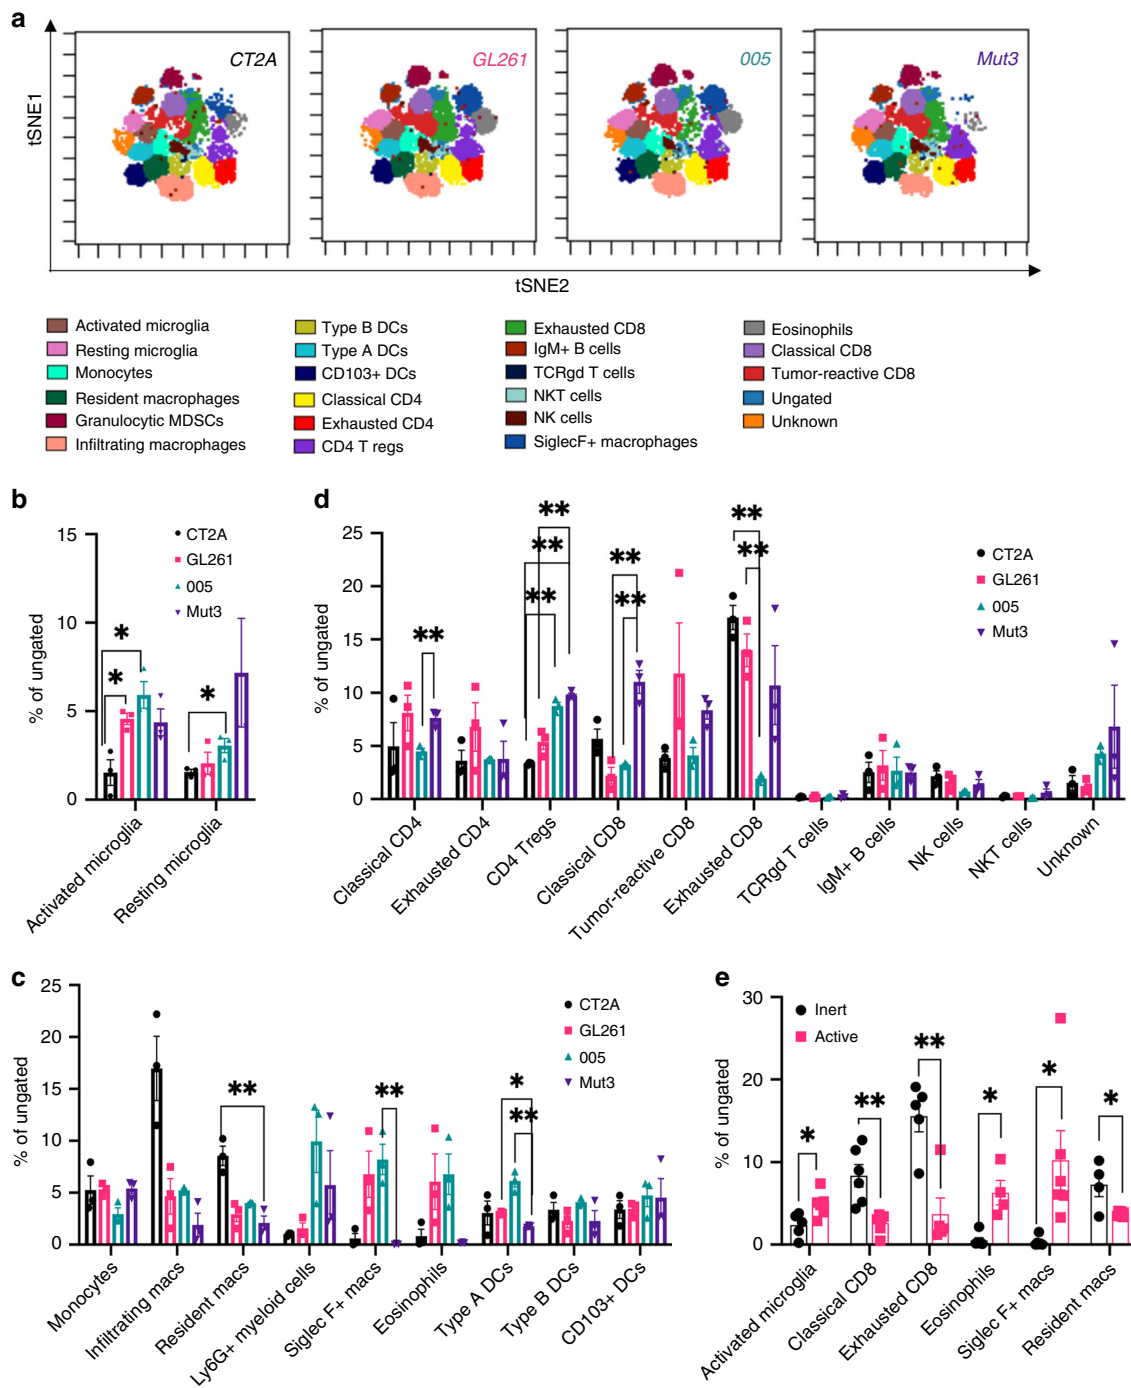 a
CT2A
GL261
005
Mut3
tSNE1
tSNE2
Activated microglia
Resting microglia
Monocytes
Resident macrophages
Granulocytic MDSCs
Infiltrating macrophages
Type B DCs
Type A DCs
CD103+ DCs
Classical CD4
Exhausted CD4
CD4 T regs
Exhausted CD8
IgM+ B cells
TCRgd T cells
NKT cells
NK cells
SiglecF+ macrophages
Eosinophils
Classical CD8
Tumor-reactive CD8
Ungated
Unknown
b
% of ungated
15
10
5
0
CT2A
GL261
005
Mut3
*
*
*
Activated microglia
Resting microglia
d
% of ungated
25
20
15
10
5
0
**
**
**
**
**
**
**
**
CT2A
GL261
005
Mut3
Classical CD4
Exhausted CD4
CD4 Tregs
Classical CD8
Tumor-reactive CD8
Exhausted CD8
TCRgd T cells
IgM+ B cells
NK cells
NKT cells
Unknown
c
% of ungated
25
20
15
10
5
0
**
**
*
**
CT2A
GL261
005
Mut3
Monocytes
Infiltrating macs
Resident macs
Ly6G+ myeloid cells
Siglec F+ macs
Eosinophils
Type A DCs
Type B DCs
CD103+ DCs
e
% of ungated
30
20
10
0
Inert
Active
*
**
**
*
*
*
Activated microglia
Classical CD8
Exhausted CD8
Eosinophils
Siglec F+ macs
Resident macs